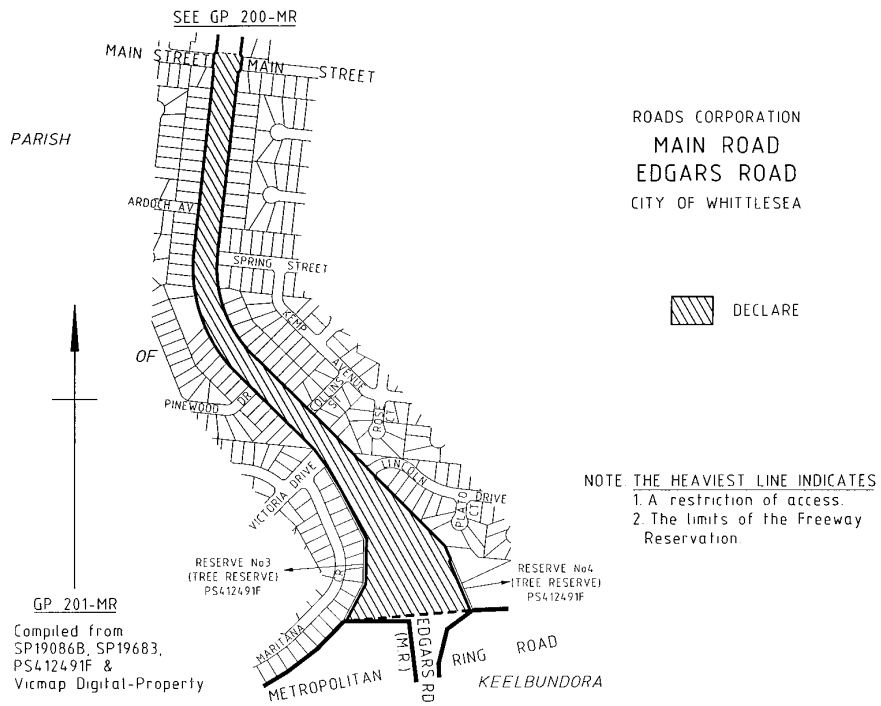 SEE GP 200-MR
MAIN STREET
MAIN STREET
PARISH
ROADS CORPORATION
MAIN ROAD
EDGARS ROAD
CITY OF WHITTLESEA
ARDOCH AV
SPRING STREET
DECLARE
KEMP AVENUE
OF
COLLINS ST
ROSE CT
PINEWOOD DR
LINCOLN DRIVE
PLATO CT
VICTORIA DRIVE
NOTE. THE HEAVIEST LINE INDICATES
1. A restriction of access.
2. The limits of the Freeway
Reservation.
RESERVE No3
(TREE RESERVE)
PS412491F
RESERVE No4
(TREE RESERVE)
PS412491F
GP 201-MR
Compiled from
SP19086B, SP19683,
PS412491F &
Vicmap Digital-Property
MARITANA CR
EDGARS RD
(M.R.)
METROPOLITAN RING ROAD
KEELBUNDORA